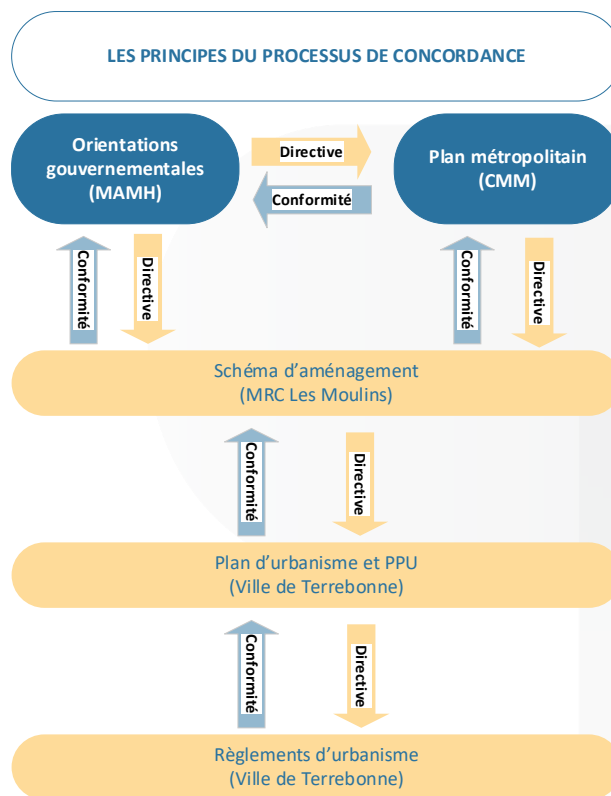 LES PRINCIPES DU PROCESSUS DE CONCORDANCE
Orientations
gouvernementales
(MAMH)
Directive
Conformité
Plan métropolitain
(CMM)
Conformité
Directive
Conformité
Directive
Schéma d'aménagement
(MRC Les Moulins)
Conformité
Directive
Plan d'urbanisme et PPU
(Ville de Terrebonne)
Conformité
Directive
Règlements d'urbanisme
(Ville de Terrebonne)